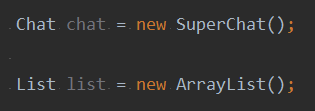 Chat chat = new SuperChat();
List list = new ArrayList();